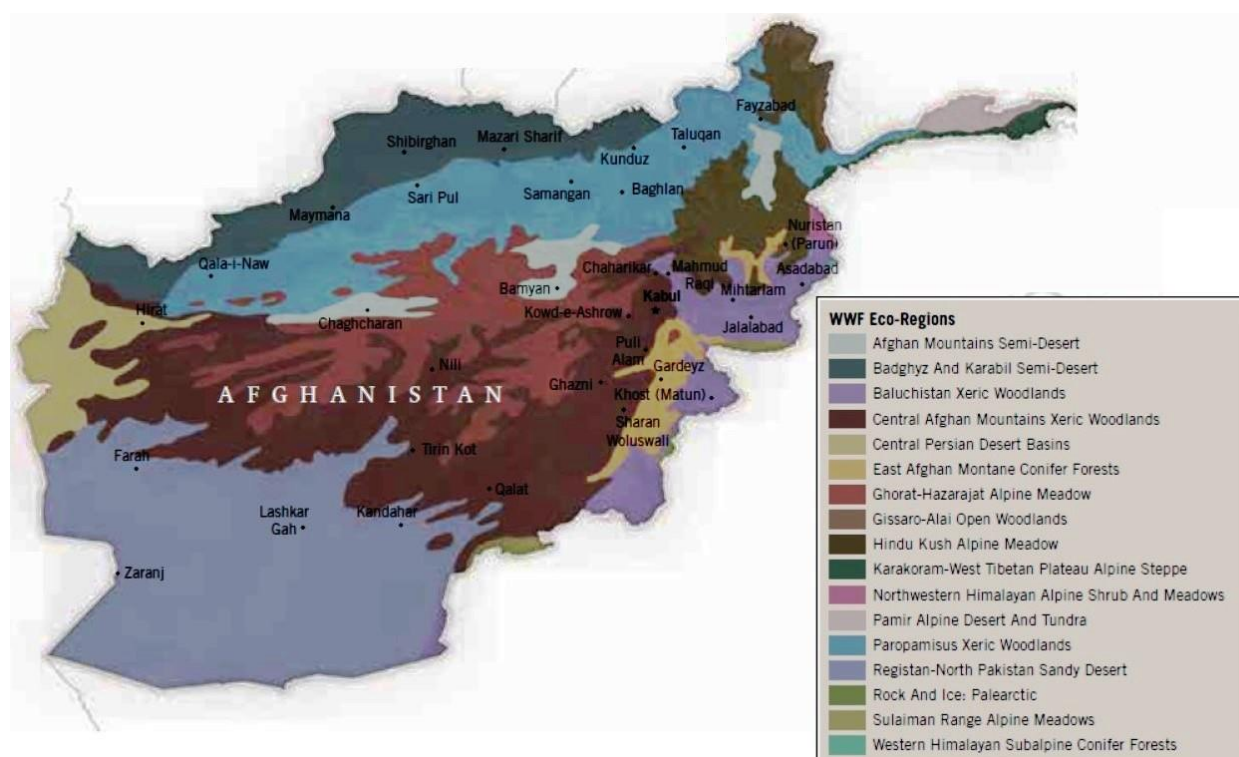 Fayzabad
Shibirghan
Mazari Sharif
Taluqan
Kunduz
Sari Pul
Samangan
Baghlan
Maymana
Nuristan
(Parun)
Qala-i-Naw
Chaharikar
Mahmud
Raqi
Asadabad
Bamyan
Mihtarlam
Hirat
Kabul
Kowd-e-Ashrow
Chaghcharan
Jalalabad
Puli
Alam
Nili
Gardeyz
Ghazni
Khost (Matun)
AFGHANISTAN
Sharan
Woluswali
Farah
Tirin Kot
Qalat
Lashkar
Gah
Kandahar
Zaranj
WWF Eco-Regions
Afghan Mountains Semi-Desert
Badghyz And Karabil Semi-Desert
Baluchistan Xeric Woodlands
Central Afghan Mountains Xeric Woodlands
Central Persian Desert Basins
East Afghan Montane Conifer Forests
Ghorat-Hazarajat Alpine Meadow
Gissaro-Alai Open Woodlands
Hindu Kush Alpine Meadow
Karakoram-West Tibetan Plateau Alpine Steppe
Northwestern Himalayan Alpine Shrub And Meadows
Pamir Alpine Desert And Tundra
Paropamisus Xeric Woodlands
Registan-North Pakistan Sandy Desert
Rock And Ice: Palearctic
Sulaiman Range Alpine Meadows
Western Himalayan Subalpine Conifer Forests